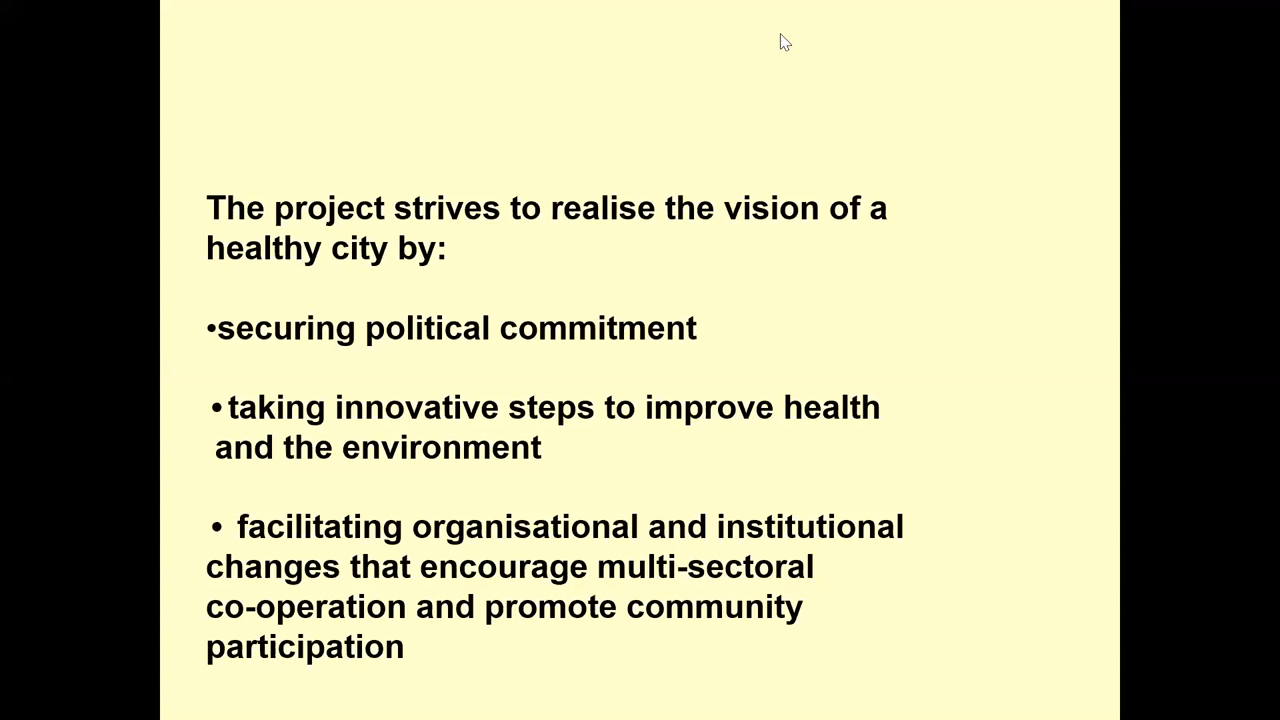 The project strives to realise the vision of a
healthy city by:
•securing political commitment
•taking innovative steps to improve health
and the environment
• facilitating organisational and institutional
changes that encourage multi-sectoral
co-operation and promote community
participation